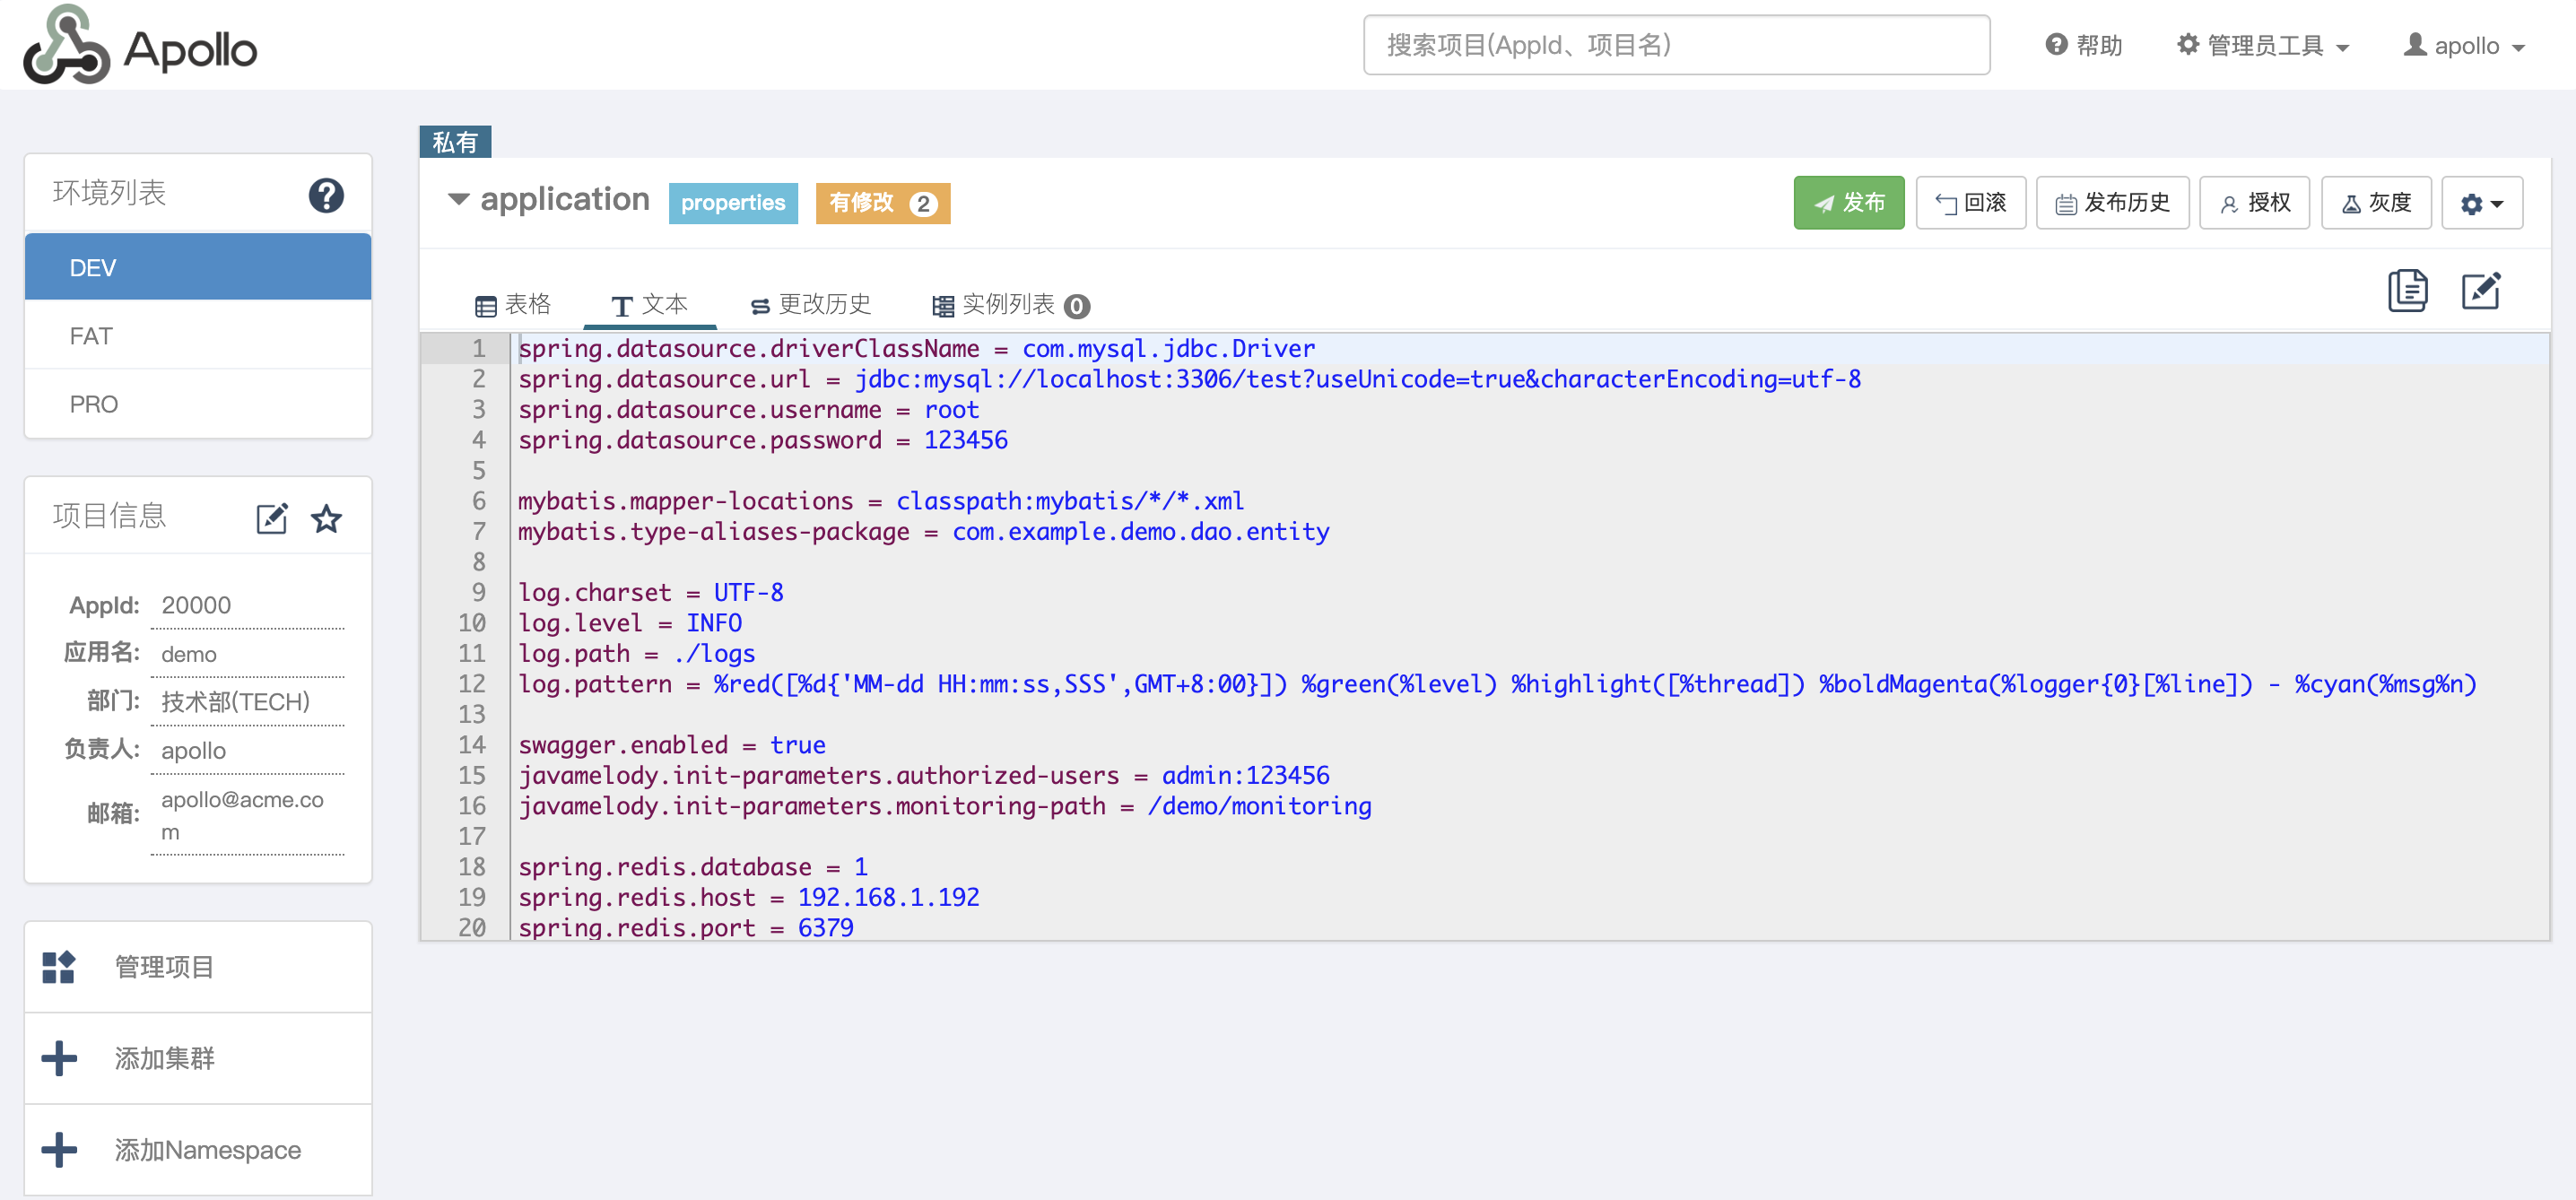 Apollo
搜索项目(AppId、项目名)
帮助
管理员工具
apollo
环境列表
DEV
FAT
PRO
项目信息
AppId: 20000
应用名: demo
部门: 技术部(TECH)
负责人: apollo
邮箱: apollo@acme.co
m
管理项目
添加集群
添加Namespace
私有
application properties 有修改 2
发布 回滚 发布历史 授权 灰度
表格 文本 更改历史 实例列表 0
1 spring.datasource.driverClassName = com.mysql.jdbc.Driver
2 spring.datasource.url = jdbc:mysql://localhost:3306/test?useUnicode=true&characterEncoding=utf-8
3 spring.datasource.username = root
4 spring.datasource.password = 123456
5
6 mybatis.mapper-locations = classpath:mybatis/*/*.xml
7 mybatis.type-aliases-package = com.example.demo.dao.entity
8
9 log.charset = UTF-8
10 log.level = INFO
11 log.path = ./logs
12 log.pattern = %red([%d{'MM-dd HH:mm:ss,SSS',GMT+8:00}]) %green(%level) %highlight([%thread]) %boldMagenta(%logger{0}[%line]) - %cyan(%msg%n)
13
14 swagger.enabled = true
15 javamelody.init-parameters.authorized-users = admin:123456
16 javamelody.init-parameters.monitoring-path = /demo/monitoring
17
18 spring.redis.database = 1
19 spring.redis.host = 192.168.1.192
20 spring.redis.port = 6379